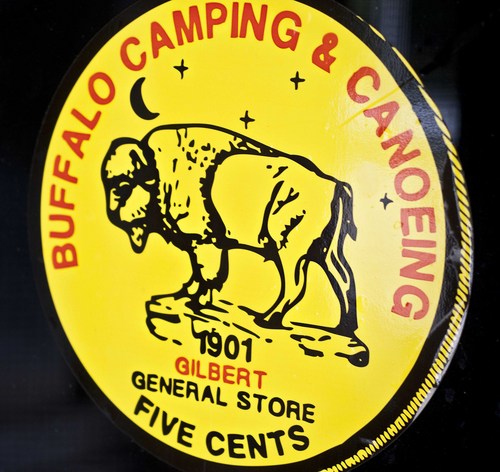 BUFFALO CAMPING & CANOEING
1901
GILBERT
GENERAL STORE
FIVE CENTS